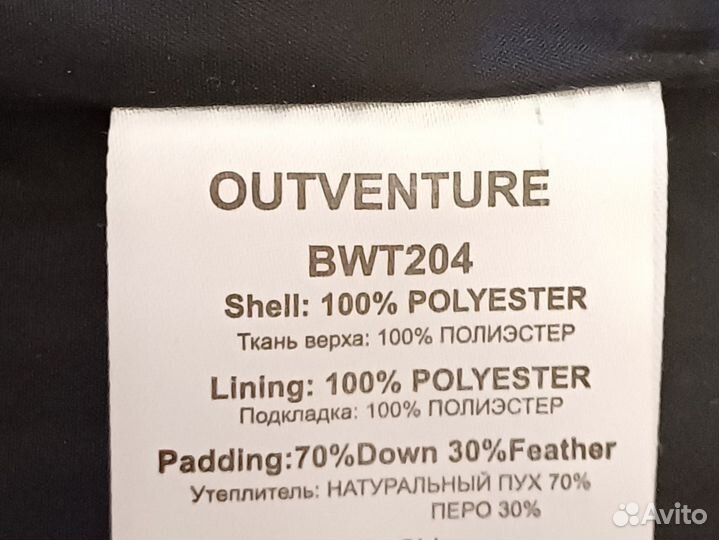 OUTVENTURE
BWT204
Shell: 100% POLYESTER
Ткань верха: 100% ПОЛИЭСТЕР
Lining: 100% POLYESTER
Подкладка: 100% ПОЛИЭСТЕР
Padding:70%Down 30%Feather
Утеплитель: НАТУРАЛЬНЫЙ ПУХ 70%
ПЕРО 30%
Avito